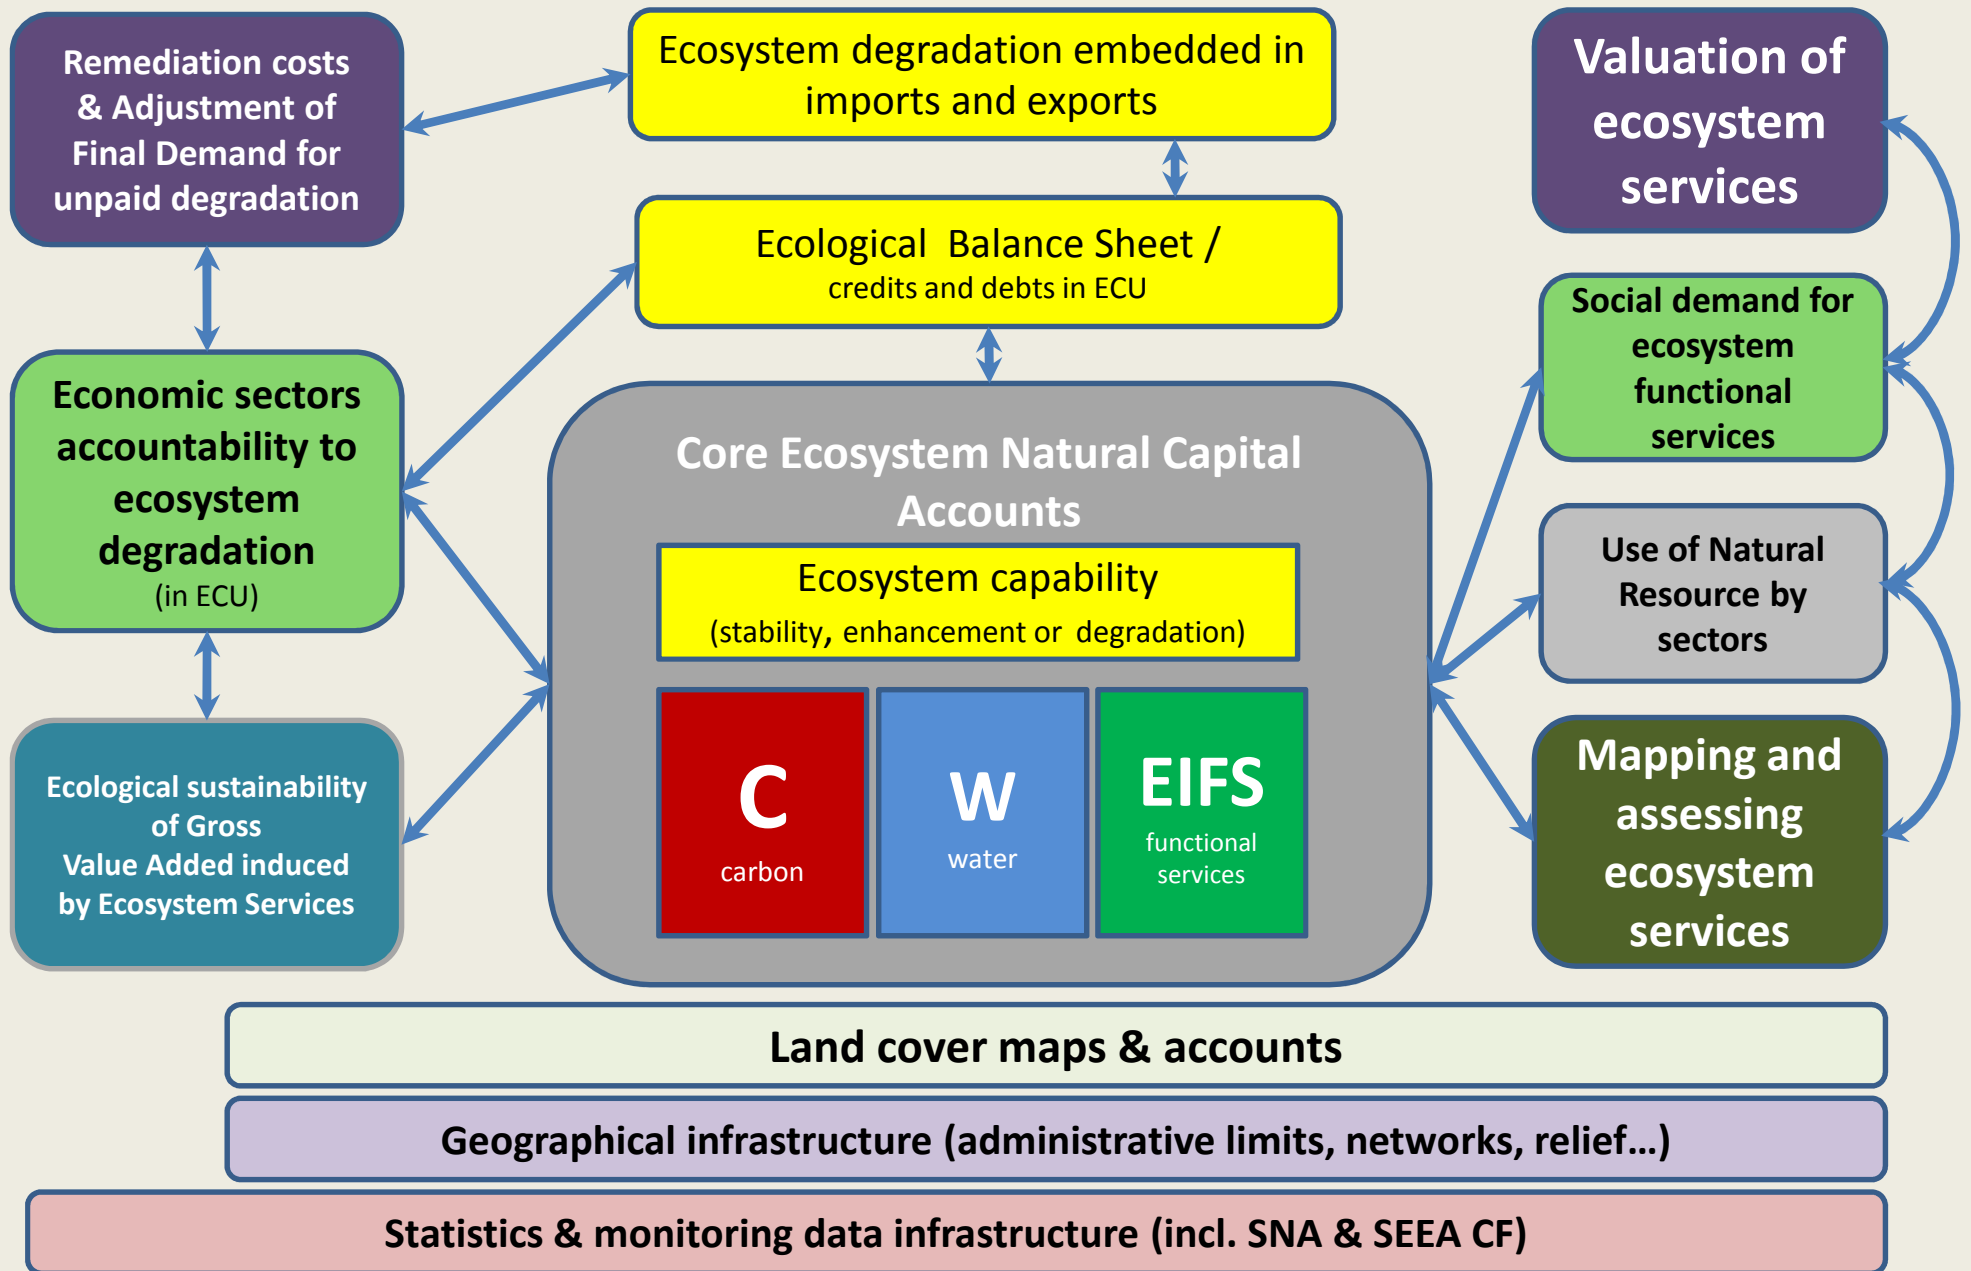 Remediation costs
& Adjustment of
Final Demand for
unpaid degradation
Ecosystem degradation embedded in
imports and exports
Valuation of
ecosystem
services
Ecological Balance Sheet /
credits and debts in ECU
Social demand for
ecosystem
functional
services
Economic sectors
accountability to
ecosystem
degradation
(in ECU)
Core Ecosystem Natural Capital
Accounts
Ecosystem capability
(stability, enhancement or degradation)
Use of Natural
Resource by
sectors
C
carbon
W
water
EIFS
functional
services
Ecological sustainability
of Gross
Value Added induced
by Ecosystem Services
Mapping and
assessing
ecosystem
services
Land cover maps & accounts
Geographical infrastructure (administrative limits, networks, relief…)
Statistics & monitoring data infrastructure (incl. SNA & SEEA CF)